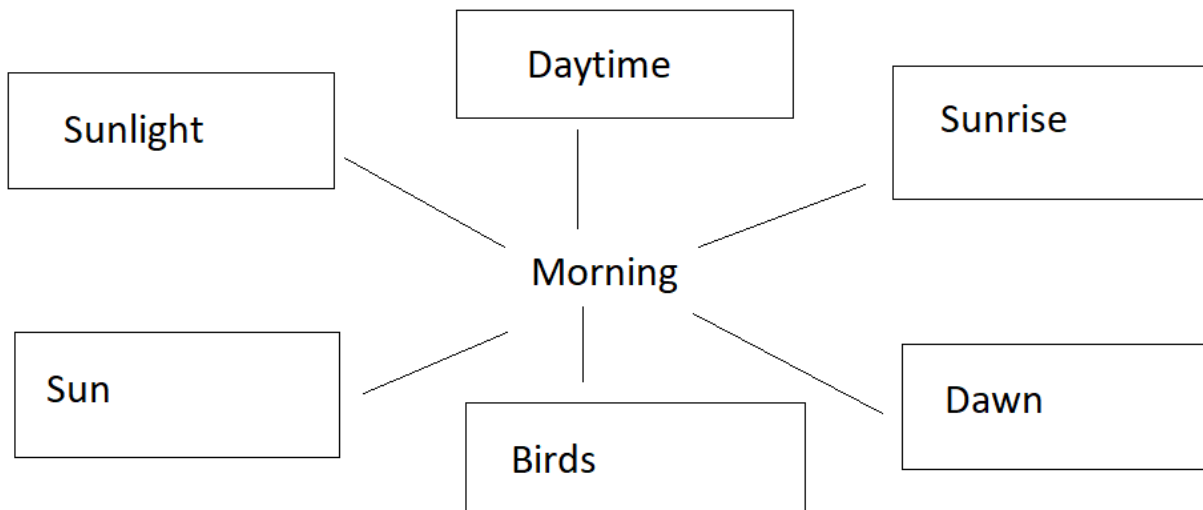 Daytime
Sunlight
Sunrise
Morning
Sun
Dawn
Birds